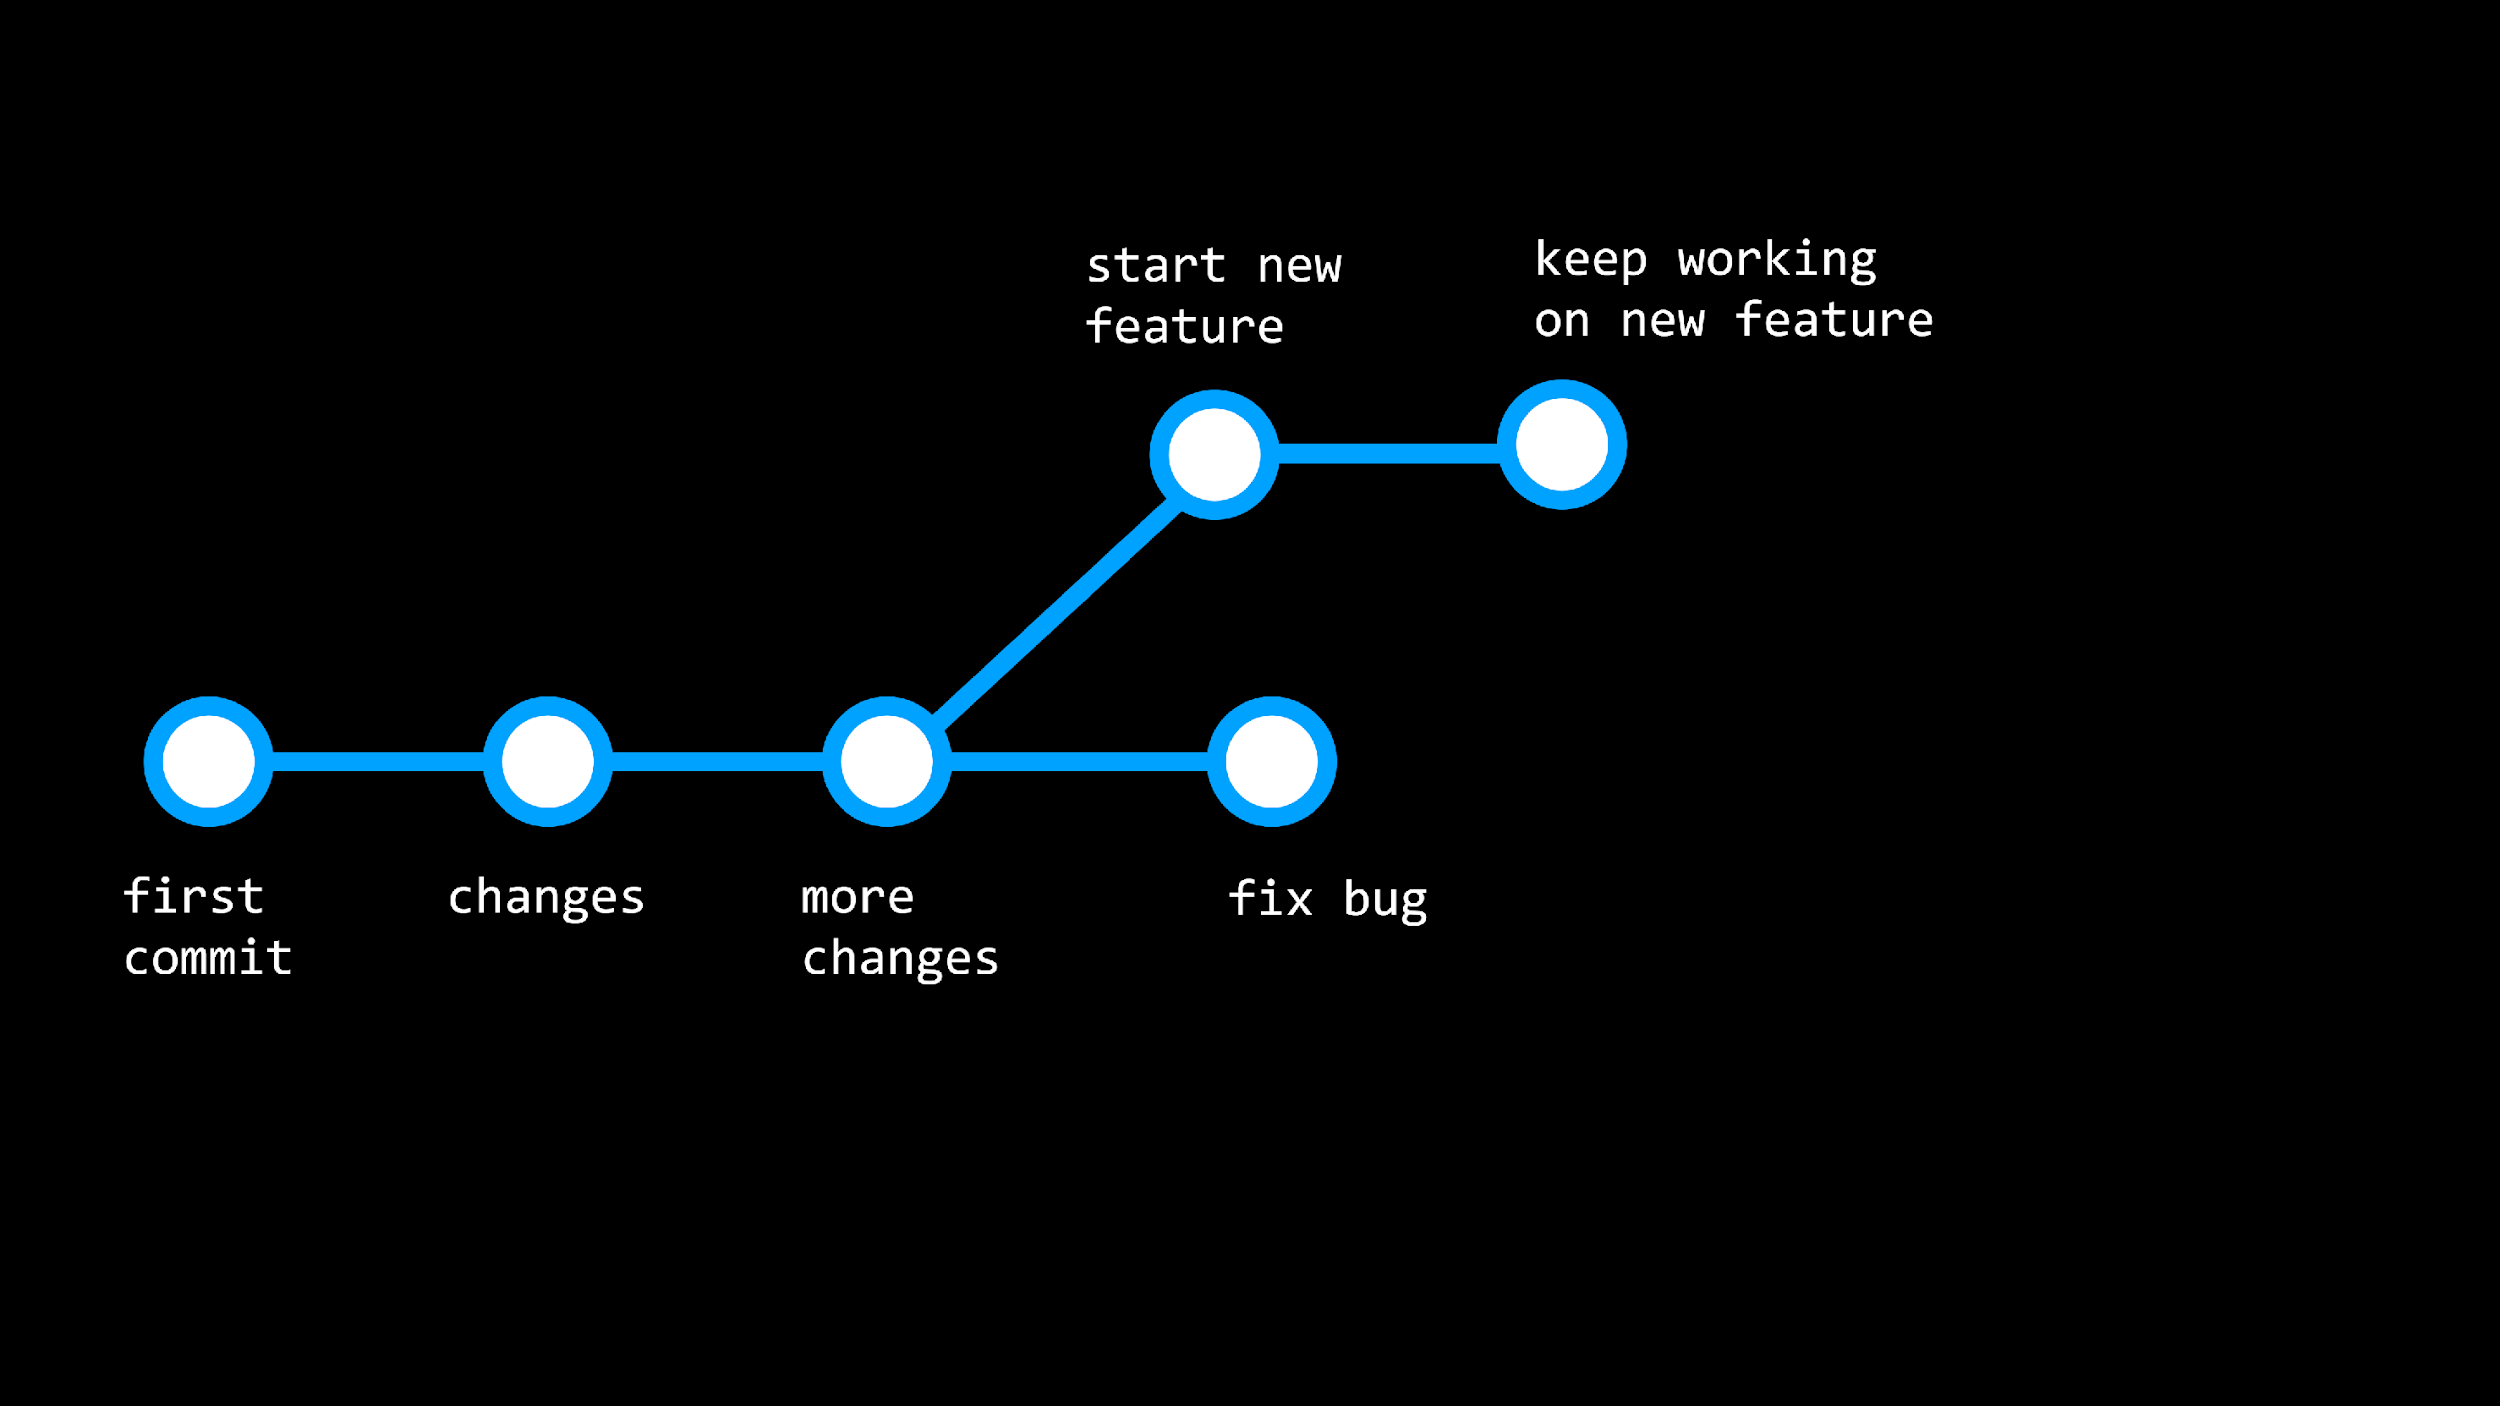 start new
feature
keep working
on new feature
first
commit
changes
more
changes
fix bug